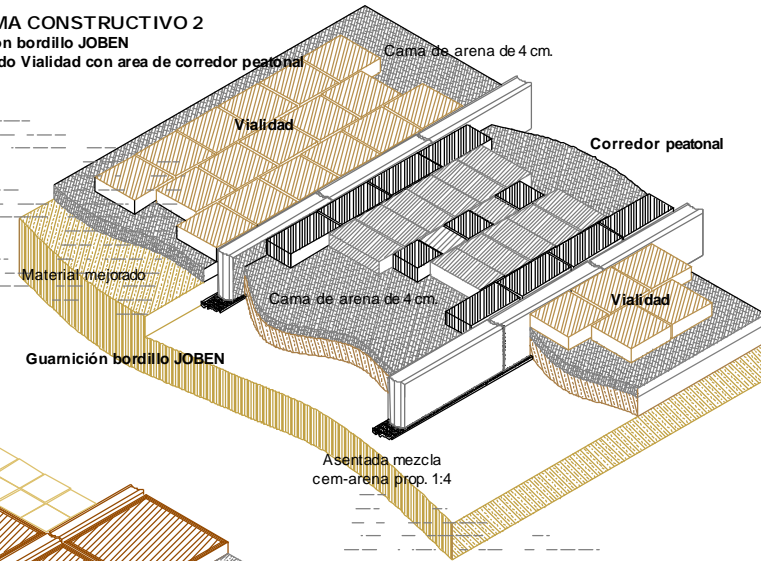 MA CONSTRUCTIVO 2
ón bordillo JOBEN
do Vialidad con area de corredor peatonal
Cama de arena de 4 cm.
Vialidad
Corredor peatonal
Material mejorado
Cama de arena de 4 cm.
Vialidad
Guarnición bordillo JOBEN
Asentada mezcla
cem-arena prop. 1:4